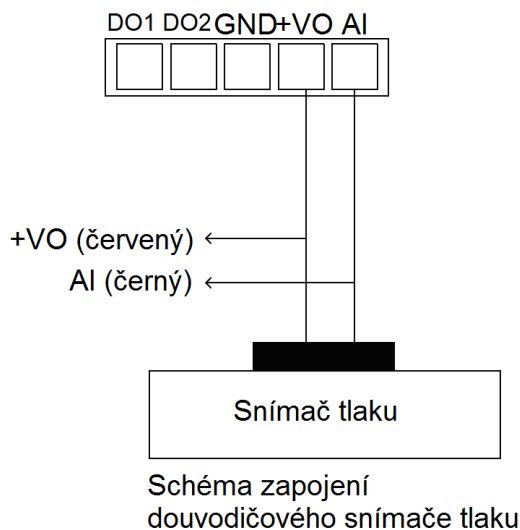 DO1 DO2 GND+VO AI
+VO (červený)
AI (černý)
Snímač tlaku
Schéma zapojení
douvodičového snímače tlaku